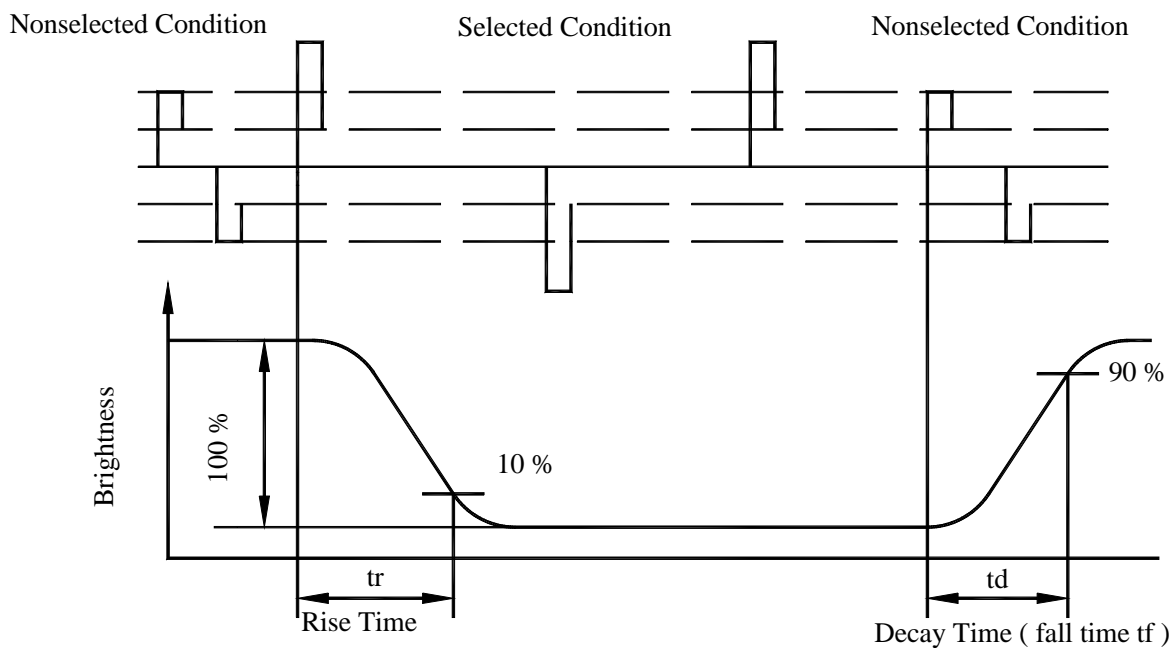 Nonselected Condition
Selected Condition
Nonselected Condition
90 %
10 %
100 %
Brightness
tr
td
Rise Time
Decay Time ( fall time tf )